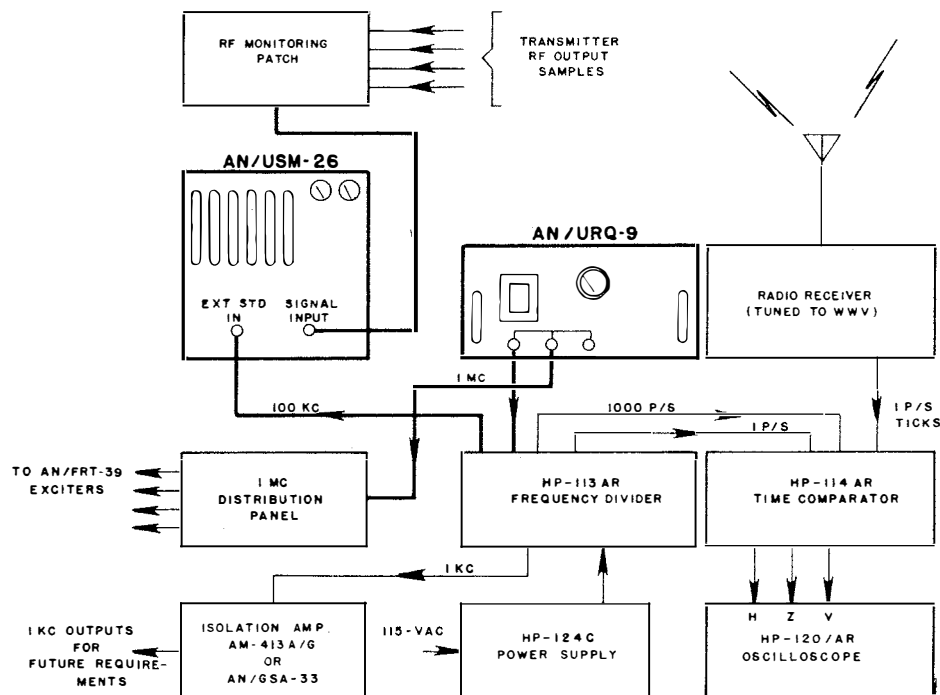 RF MONITORING
PATCH
TRANSMITTER
RF OUTPUT
SAMPLES
AN/USM-26
EXT STD
IN
SIGNAL
INPUT
AN/URQ-9
RADIO RECEIVER
(TUNED TO WWV)
1 MC
100 KC
1000 P/S
1 P/S
1 P/S
TICKS
TO AN/FRT-39
EXCITERS
1 MC
DISTRIBUTION
PANEL
HP-113 AR
FREQUENCY DIVIDER
HP-114 AR
TIME COMPARATOR
1 KC
1 KC OUTPUTS
FOR
FUTURE REQUIRE-
MENTS
ISOLATION AMP.
AM-413A/G
OR
AN/GSA-33
115-VAC
HP-124C
POWER SUPPLY
H Z V
HP-120/AR
OSCILLOSCOPE